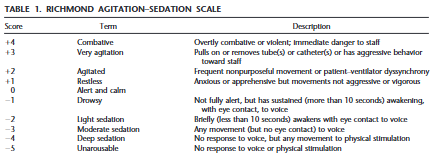 TABLE 1. RICHMOND AGITATION–SEDATION SCALE
Score Term Description
+4 Combative Overtly combative or violent; immediate danger to staff
+3 Very agitation Pulls on or removes tube(s) or catheter(s) or has aggressive behavior
toward staff
+2 Agitated Frequent nonpurposeful movement or patient–ventilator dyssynchrony
+1 Restless Anxious or apprehensive but movements not aggressive or vigorous
0 Alert and calm
−1 Drowsy Not fully alert, but has sustained (more than 10 seconds) awakening,
with eye contact, to voice
−2 Light sedation Briefly (less than 10 seconds) awakens with eye contact to voice
−3 Moderate sedation Any movement (but no eye contact) to voice
−4 Deep sedation No response to voice, but any movement to physical stimulation
−5 Unarousable No response to voice or physical stimulation